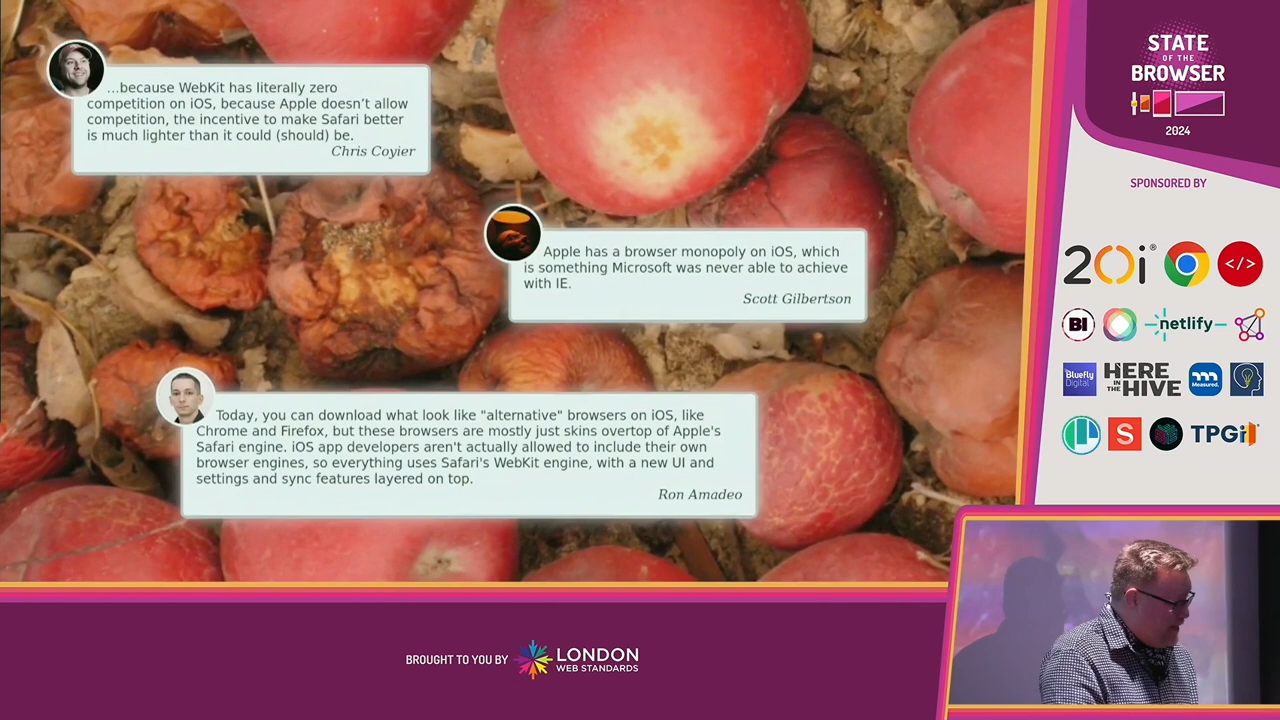 ...because WebKit has literally zero
competition on iOS, because Apple doesn’t allow
competition, the incentive to make Safari better
is much lighter than it could (should) be.
Chris Coyier
Apple has a browser monopoly on iOS, which
is something Microsoft was never able to achieve
with IE.
Scott Gilbertson
Today, you can download what look like "alternative" browsers on iOS, like
Chrome and Firefox, but these browsers are mostly just skins overtop of Apple's
Safari engine. iOS app developers aren't actually allowed to include their own
browser engines, so everything uses Safari's WebKit engine, with a new UI and
settings and sync features layered on top.
Ron Amadeo
STATE
OF THE
BROWSER
2024
SPONSORED BY
20i®
</>
BI
netlify
Bluefly
Digital
HERE
IN THE
HIVE
Measured.
S
TPGi
BROUGHT TO YOU BY
LONDON
WEB STANDARDS